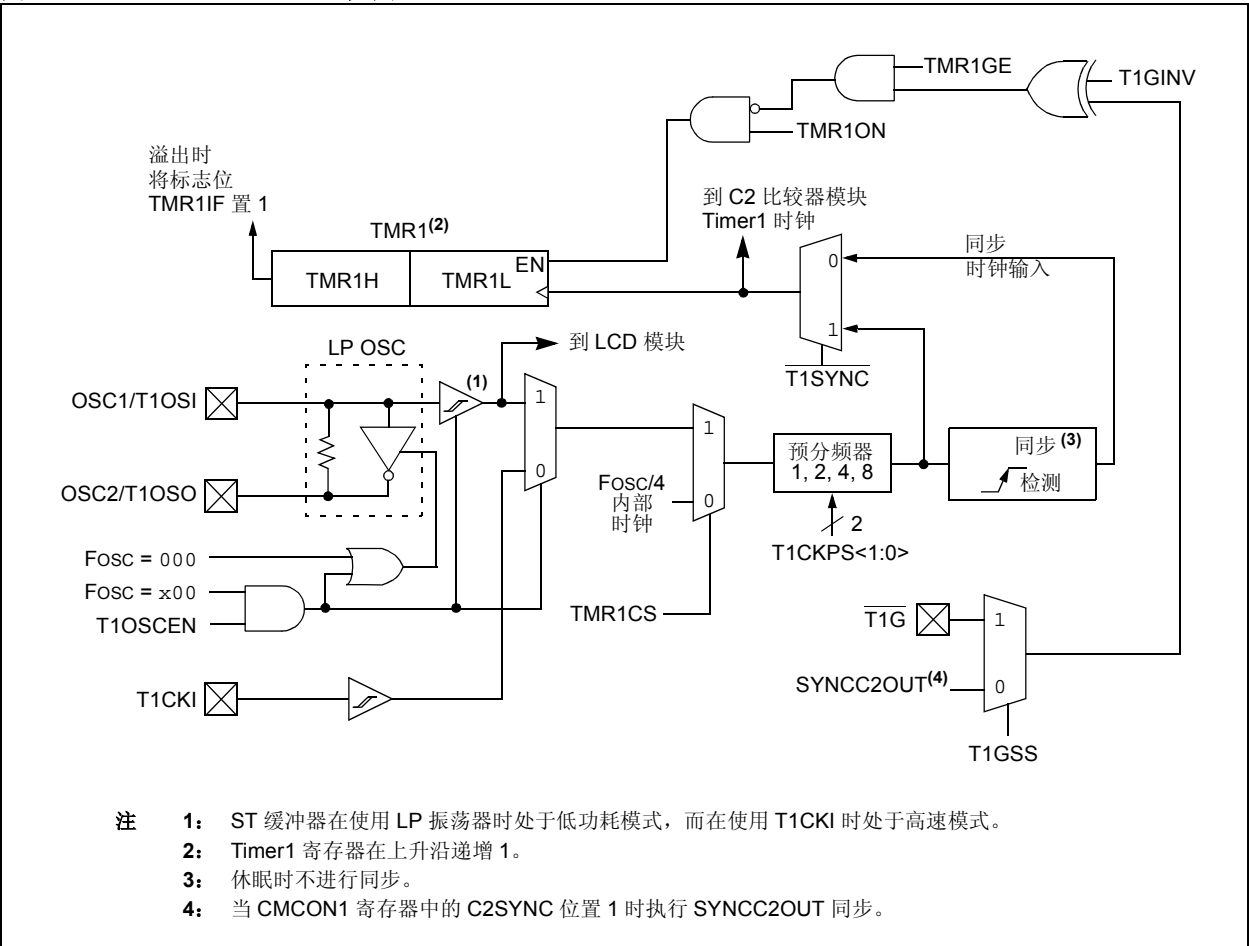 TMR1GE
T1GINV
TMR1ON
溢出时
将标志位
TMR1IF 置 1
到 C2 比较器模块
Timer1 时钟
TMR1(2)
EN
TMR1H
TMR1L
0
同步
时钟输入
1
T1SYNC
LP OSC
到 LCD 模块
(1)
OSC1/T1OSI
1
1
同步 (3)
检测
预分频器
1, 2, 4, 8
0
FOSC/4
内部
时钟
0
OSC2/T1OSO
2
T1CKPS<1:0>
FOSC = 000
FOSC = x00
T1OSCEN
TMR1CS
T1G
1
T1CKI
SYNCC2OUT(4)
0
T1GSS
注 1： ST 缓冲器在使用 LP 振荡器时处于低功耗模式，而在使用 T1CKI 时处于高速模式。
2： Timer1 寄存器在上升沿递增 1。
3： 休眠时不进行同步。
4： 当 CMCON1 寄存器中的 C2SYNC 位置 1 时执行 SYNCC2OUT 同步。